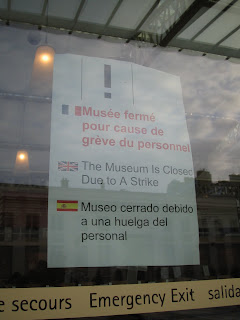 !
Musée fermé
pour cause de
grève du personnel
The Museum Is Closed
Due to A Strike
Museo cerrado debido
a una huelga del
personal
e secours Emergency Exit salida